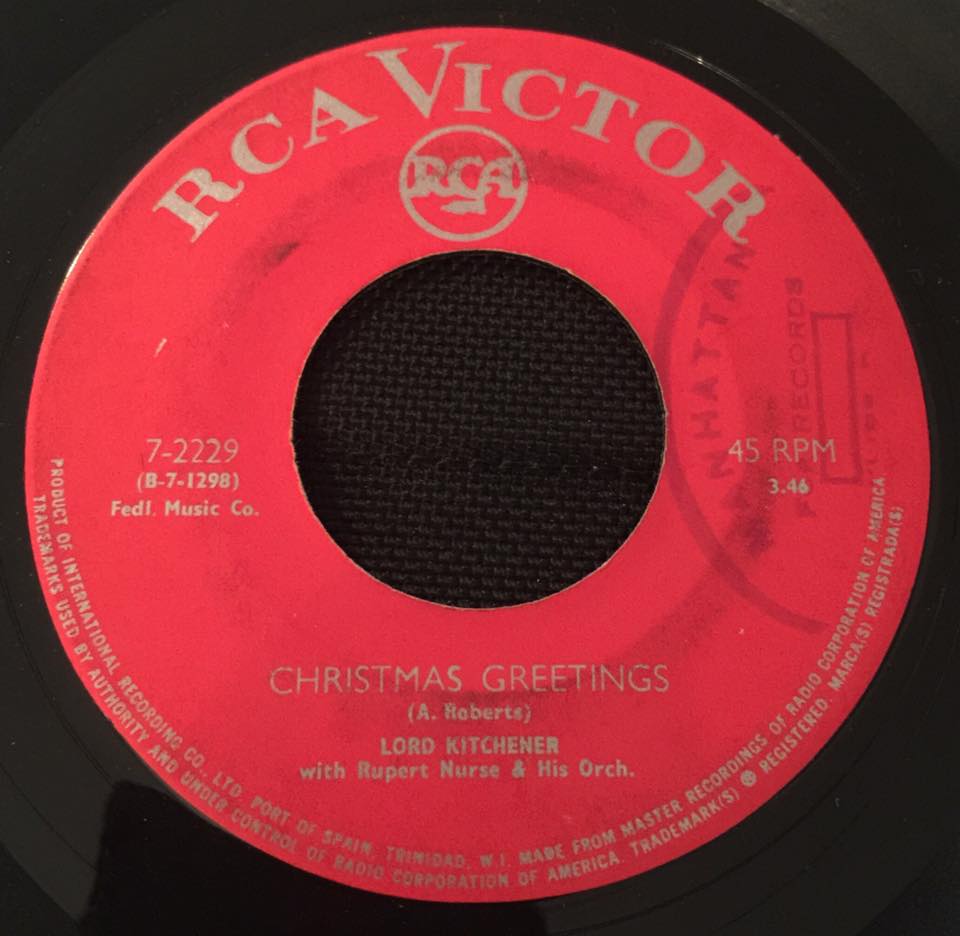 RCA VICTOR
RCA
7-2229
(B-7-1298)
Fedl. Music Co.
45 RPM
3.46
MANHATTAN
RECORDS
CHRISTMAS GREETINGS
(A. Roberts)
LORD KITCHENER
with Rupert Nurse & His Orch.
PRODUCT OF INTERNATIONAL RECORDING CO., LTD. PORT OF SPAIN, TRINIDAD, W.I. MADE FROM MASTER RECORDINGS OF RADIO CORPORATION OF AMERICA
TRADEMARKS USED BY AUTHORITY AND UNDER CONTROL OF RADIO CORPORATION OF AMERICA. TRADEMARK(S) ® REGISTERED. MARCA(S) REGISTRADA(S)